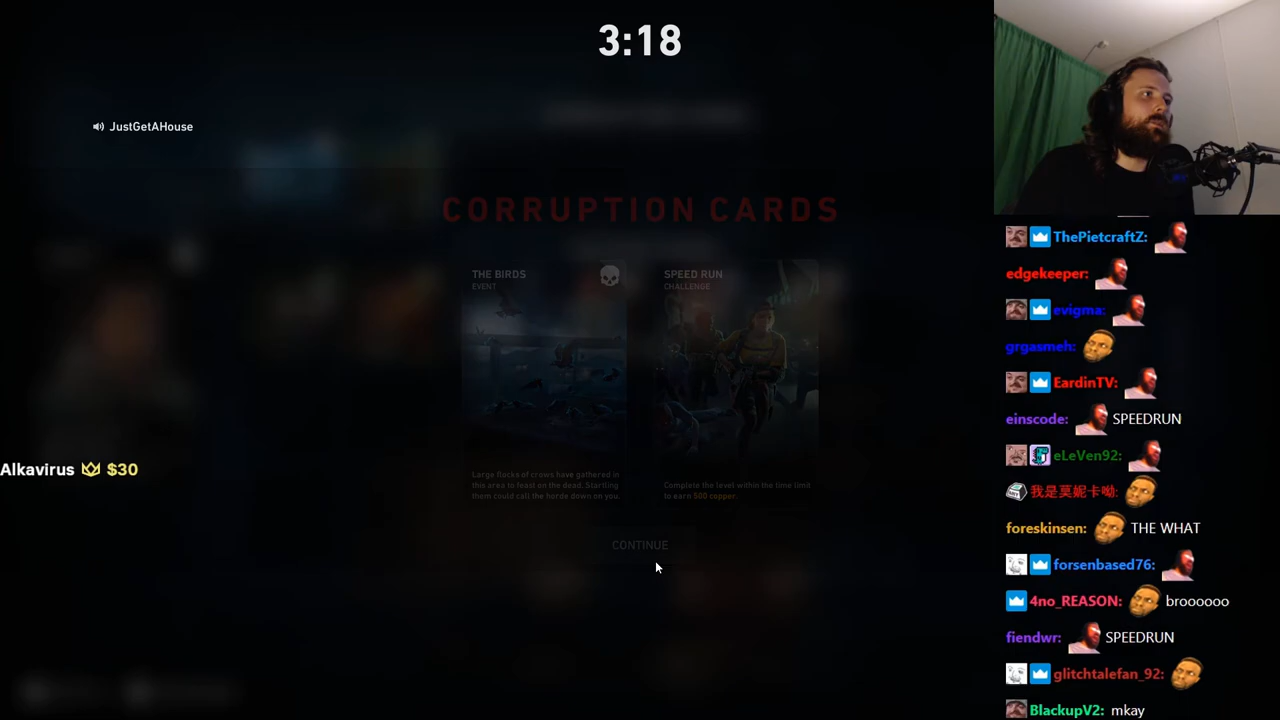 3:18
JustGetAHouse
CORRUPTION CARDS
THE BIRDS
EVENT
SPEED RUN
CHALLENGE
Large flocks of crows have gathered in
this area to feast on the dead. Startling
them could call the horde down on you.
Complete the level within the time limit
to earn 500 copper.
CONTINUE
Alkavirus $30
ThePietcraftZ:
edgekeeper:
evigma:
grgasmeh:
EardinTV:
einscode: SPEEDRUN
eLeVen92:
我是莫妮卡呦:
foreskinsen: THE WHAT
forsenbased76:
4no_REASON: broooooo
fiendwr: SPEEDRUN
glitchtalefan_92:
BlackupV2: mkay